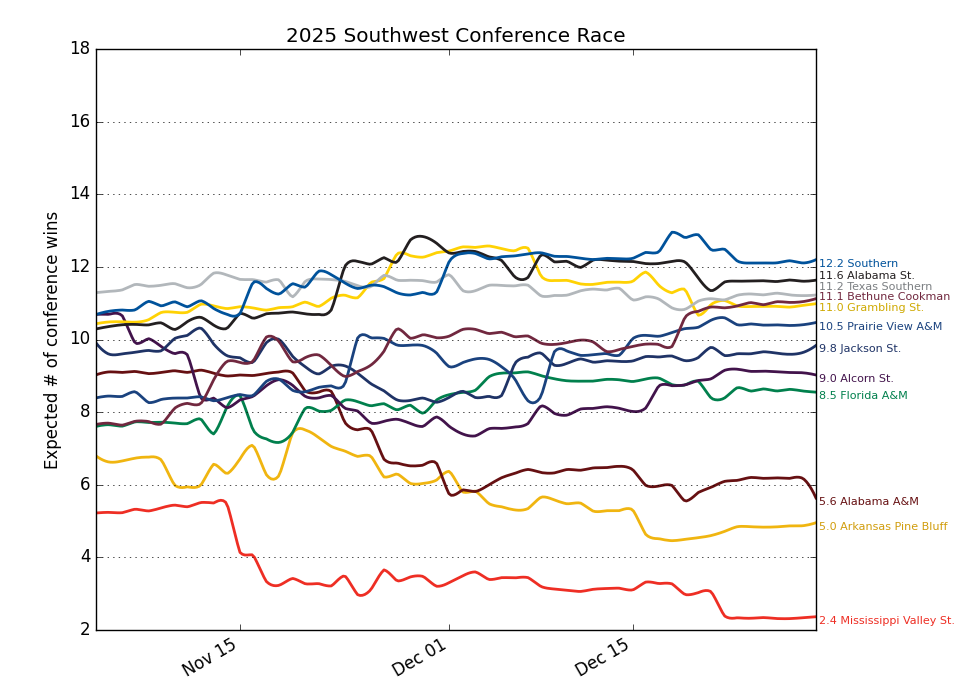 2025 Southwest Conference Race
Expected # of conference wins
18
16
14
12
10
8
6
4
2
Nov 15
Dec 01
Dec 15
12.2 Southern
11.6 Alabama St.
11.2 Texas Southern
11.1 Bethune Cookman
11.0 Grambling St.
10.5 Prairie View A&M
9.8 Jackson St.
9.0 Alcorn St.
8.5 Florida A&M
5.6 Alabama A&M
5.0 Arkansas Pine Bluff
2.4 Mississippi Valley St.